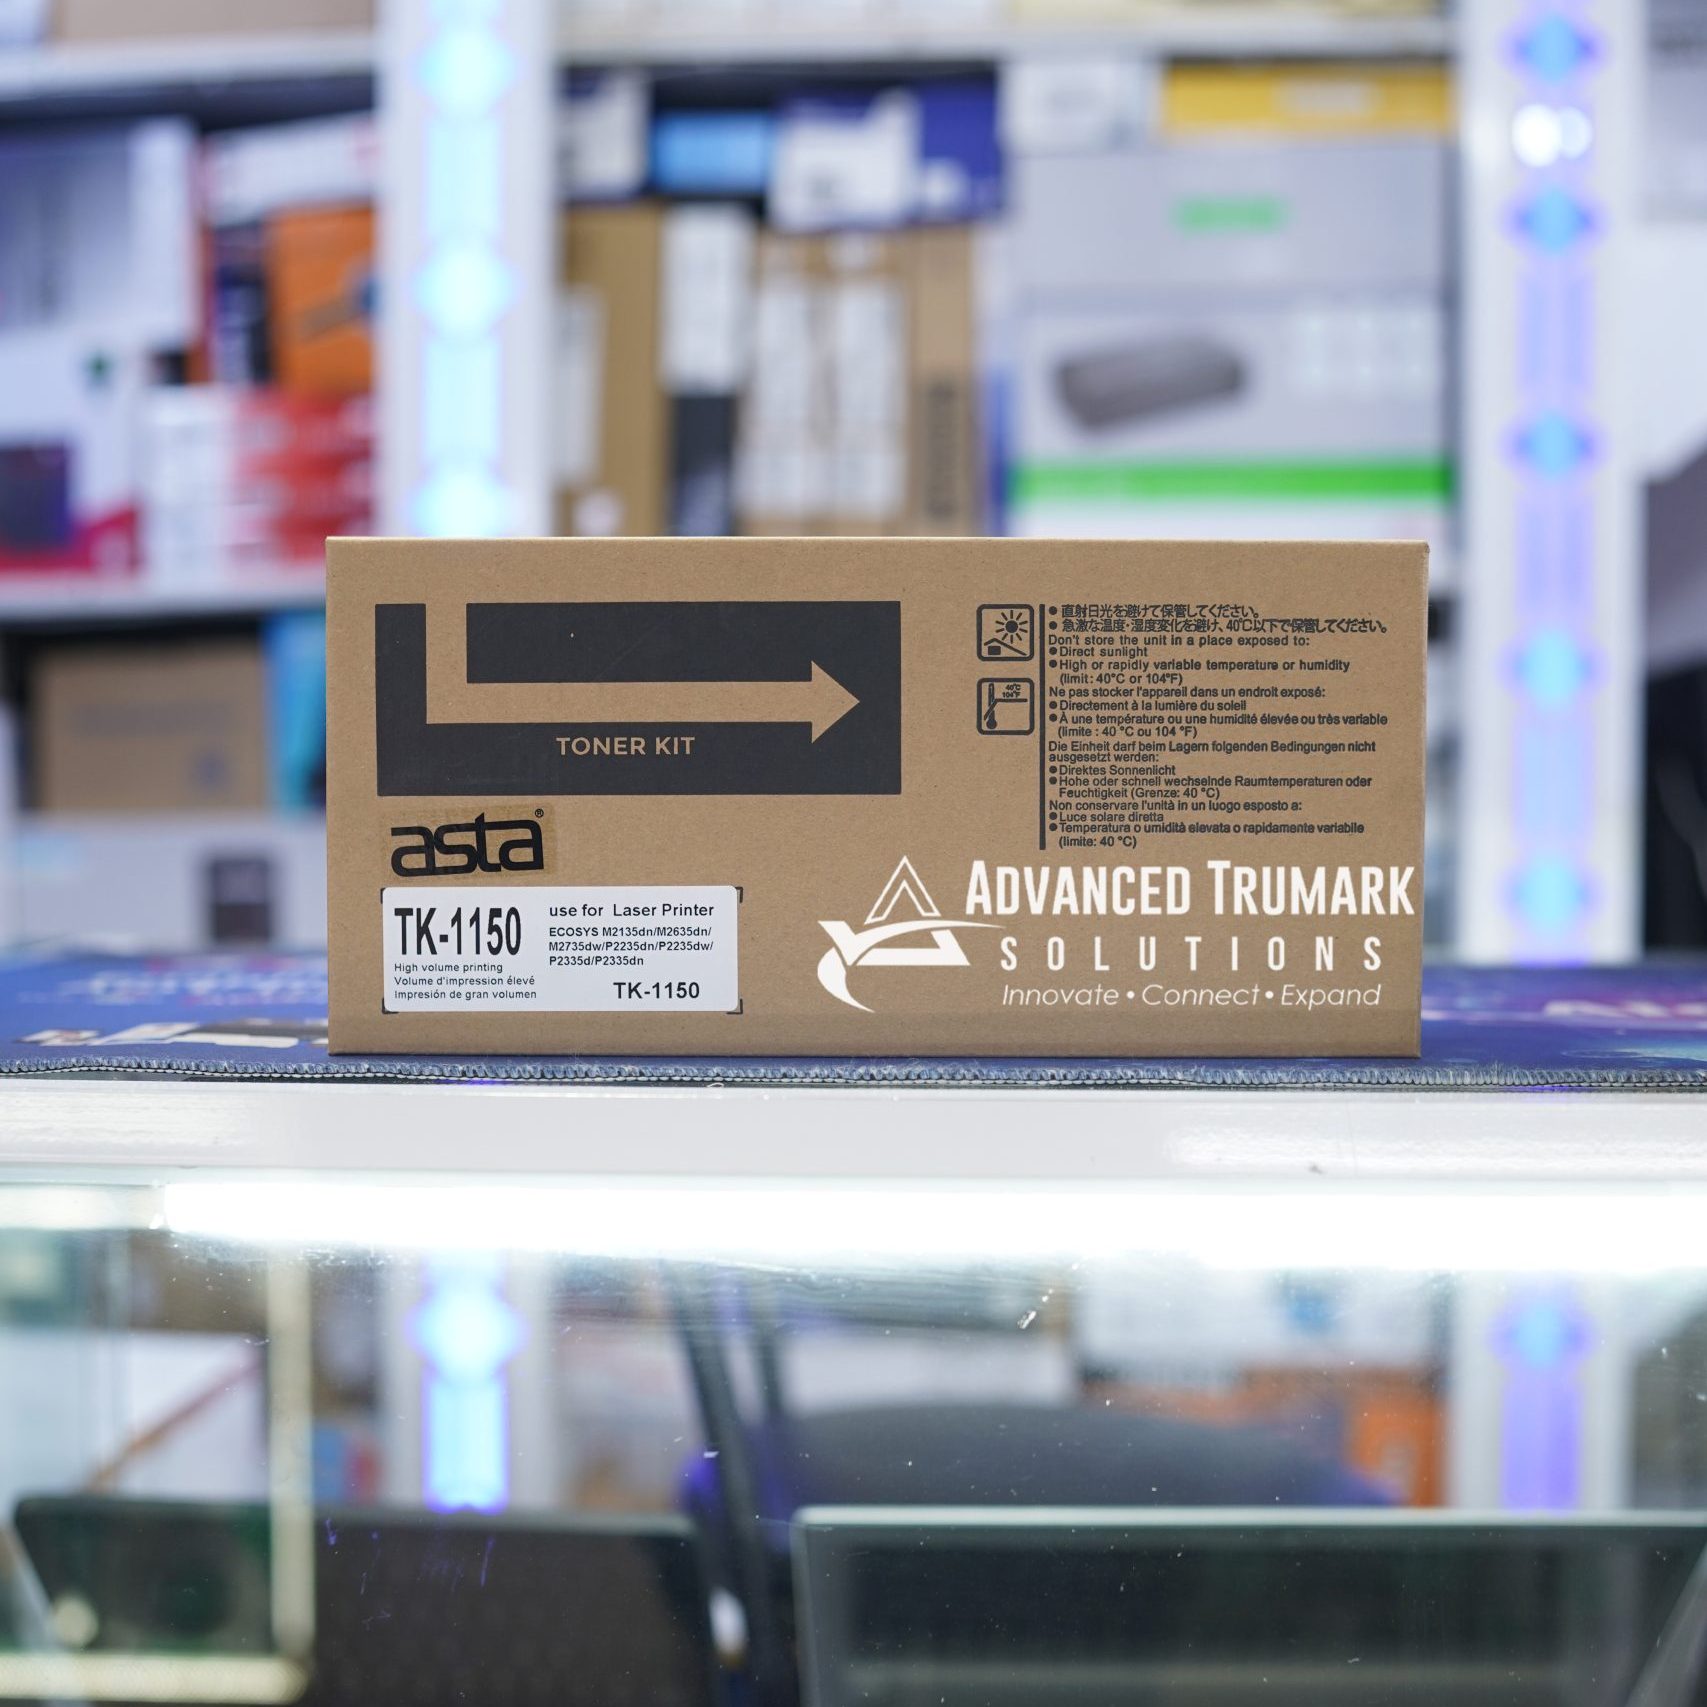 TONER KIT
asta®
TK-1150
High volume printing
Volume d'impression élevé
Impresión de gran volumen
use for Laser Printer
ECOSYS M2135dn/M2635dn/
M2735dw/P2235dn/P2235dw/
P2335d/P2335dn
TK-1150
40°C
104°F
● 直射日光を避けて保管してください。
● 急激な温度・湿度変化を避け、40℃以下で保管してください。
Don't store the unit in a place exposed to:
● Direct sunlight
● High or rapidly variable temperature or humidity
(limit: 40°C or 104°F)
Ne pas stocker l'appareil dans un endroit exposé:
● Directement à la lumière du soleil
● À une température ou une humidité élevée ou très variable
(limite : 40 °C ou 104 °F)
Die Einheit darf beim Lagern folgenden Bedingungen nicht
ausgesetzt werden:
● Direktes Sonnenlicht
● Hohe oder schnell wechselnde Raumtemperaturen oder
Feuchtigkeit (Grenze: 40 °C)
Non conservare l'unità in un luogo esposto a:
● Luce solare diretta
● Temperatura o umidità elevata o rapidamente variabile
(limite: 40 °C)
ADVANCED TRUMARK
SOLUTIONS
Innovate • Connect • Expand